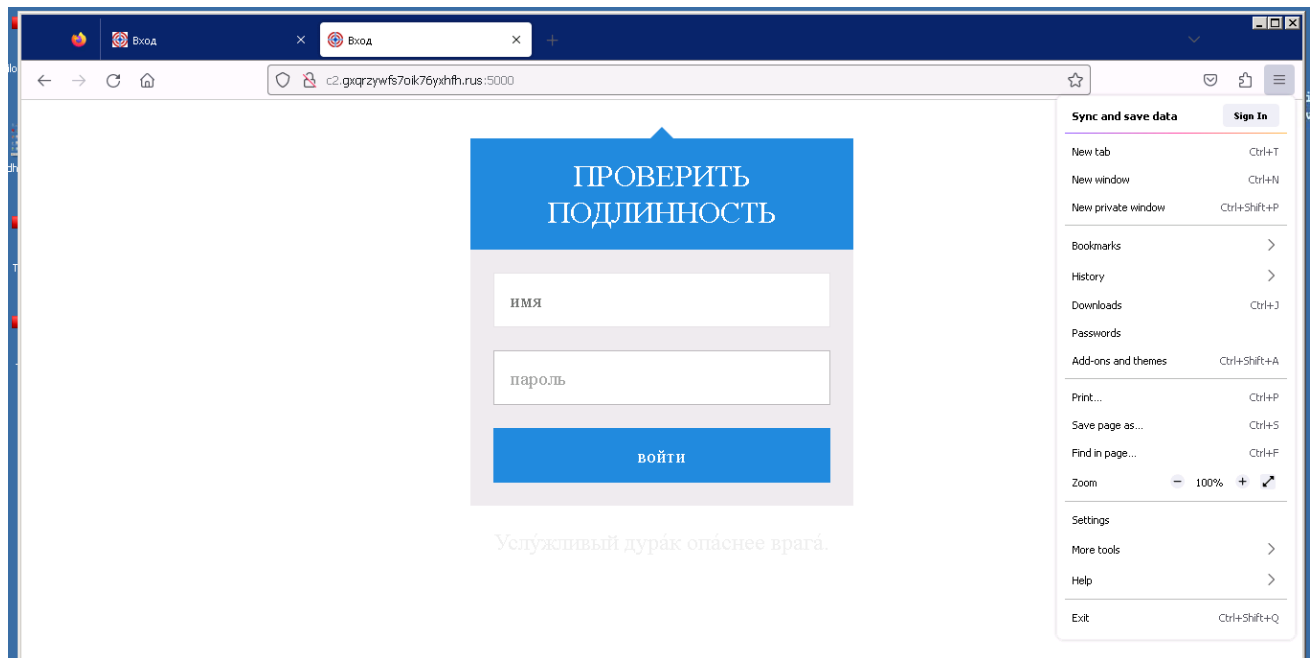 Вход
Вход
c2.gxqrzywfs7oik76yxhfh.rus:5000
Sync and save data Sign In
New tab Ctrl+T
New window Ctrl+N
New private window Ctrl+Shift+P
Bookmarks
History
Downloads Ctrl+J
Passwords
Add-ons and themes Ctrl+Shift+A
Print... Ctrl+P
Save page as... Ctrl+S
Find in page... Ctrl+F
Zoom − 100% +
Settings
More tools
Help
Exit Ctrl+Shift+Q
ПРОВЕРИТЬ
ПОДЛИННОСТЬ
имя
пароль
войти
Услу́жливый дура́к опа́снее врага́.